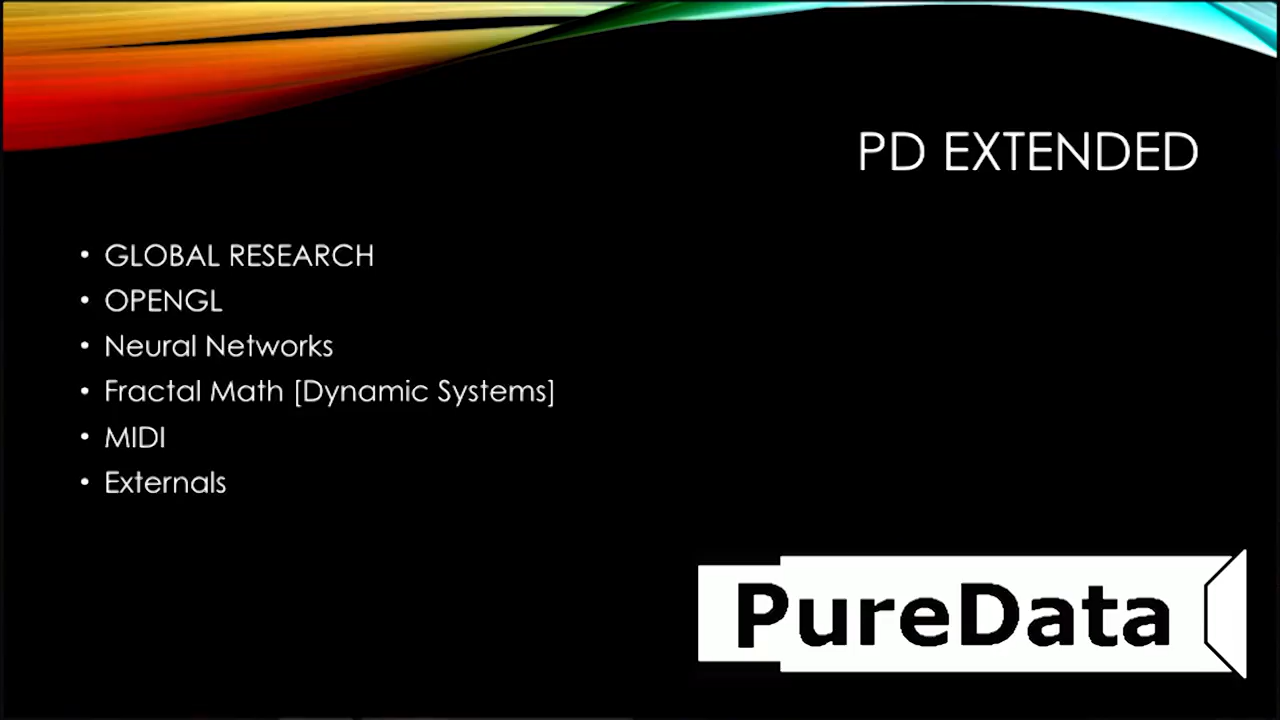 PD EXTENDED
• GLOBAL RESEARCH
• OPENGL
• Neural Networks
• Fractal Math [Dynamic Systems]
• MIDI
• Externals
PureData